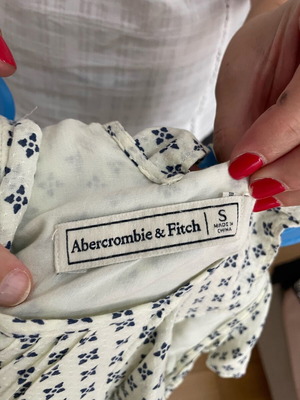 Abercrombie & Fitch
S
MADE IN
CHINA